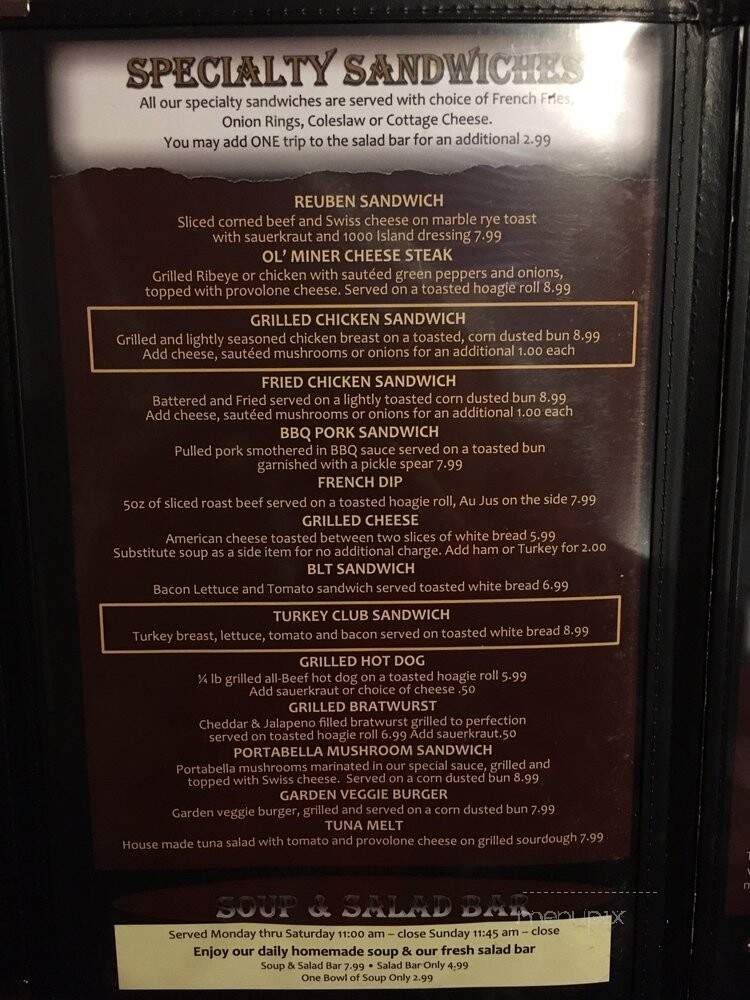 SPECIALTY SANDWICHES
All our specialty sandwiches are served with choice of French Fries,
Onion Rings, Coleslaw or Cottage Cheese.
You may add ONE trip to the salad bar for an additional 2.99
REUBEN SANDWICH
Sliced corned beef and Swiss cheese on marble rye toast
with sauerkraut and 1000 Island dressing 7.99
OL' MINER CHEESE STEAK
Grilled Ribeye or chicken with sautéed green peppers and onions,
topped with provolone cheese. Served on a toasted hoagie roll 8.99
GRILLED CHICKEN SANDWICH
Grilled and lightly seasoned chicken breast on a toasted, corn dusted bun 8.99
Add cheese, sautéed mushrooms or onions for an additional 1.00 each
FRIED CHICKEN SANDWICH
Battered and Fried served on a lightly toasted corn dusted bun 8.99
Add cheese, sautéed mushrooms or onions for an additional 1.00 each
BBQ PORK SANDWICH
Pulled pork smothered in BBQ sauce served on a toasted bun
garnished with a pickle spear 7.99
FRENCH DIP
5oz of sliced roast beef served on a toasted hoagie roll, Au Jus on the side 7.99
GRILLED CHEESE
American cheese toasted between two slices of white bread 5.99
Substitute soup as a side item for no additional charge. Add ham or Turkey for 2.00
BLT SANDWICH
Bacon Lettuce and Tomato sandwich served toasted white bread 6.99
TURKEY CLUB SANDWICH
Turkey breast, lettuce, tomato and bacon served on toasted white bread 8.99
GRILLED HOT DOG
¼ lb grilled all-Beef hot dog on a toasted hoagie roll 5.99
Add sauerkraut or choice of cheese .50
GRILLED BRATWURST
Cheddar & Jalapeno filled bratwurst grilled to perfection
served on toasted hoagie roll 6.99 Add sauerkraut.50
PORTABELLA MUSHROOM SANDWICH
Portabella mushrooms marinated in our special sauce, grilled and
topped with Swiss cheese. Served on a corn dusted bun 8.99
GARDEN VEGGIE BURGER
Garden veggie burger, grilled and served on a corn dusted bun 7.99
TUNA MELT
House made tuna salad with tomato and provolone cheese on grilled sourdough 7.99
SOUP & SALAD BAR
menupix
Served Monday thru Saturday 11:00 am – close Sunday 11:45 am – close
Enjoy our daily homemade soup & our fresh salad bar
Soup & Salad Bar 7.99 • Salad Bar Only 4.99
One Bowl of Soup Only 2.99